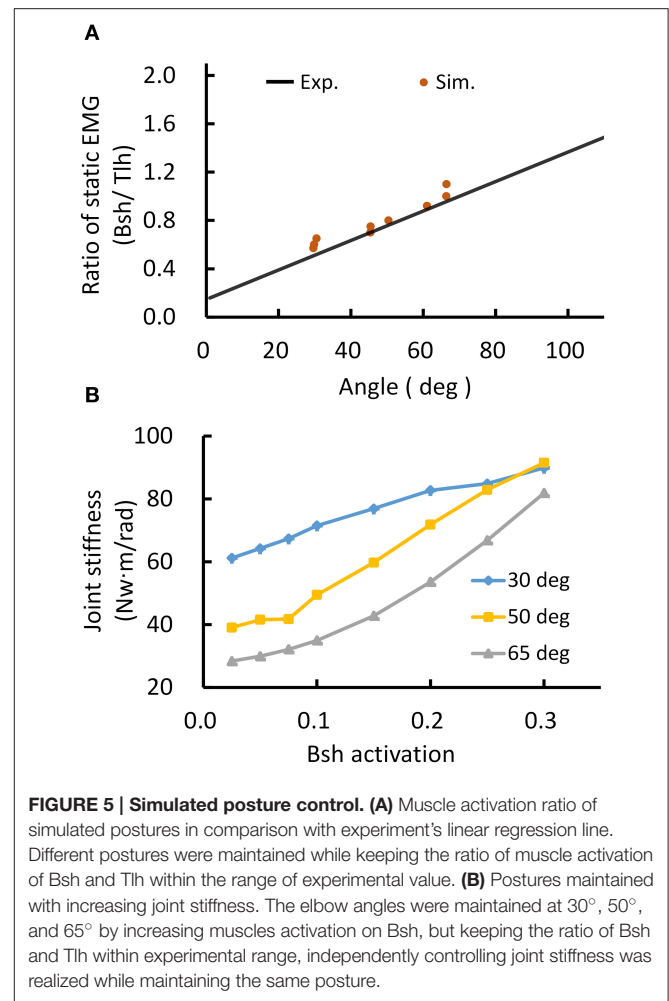 A
Ratio of static EMG
(Bsh/ Tlh)
2.0
1.6
1.2
0.8
0.4
0.0
Exp.
Sim.
0 20 40 60 80 100
Angle ( deg )
B
Joint stiffness
(Nw·m/rad)
100
80
60
40
20
30 deg
50 deg
65 deg
0.0 0.1 0.2 0.3
Bsh activation
FIGURE 5 | Simulated posture control. (A) Muscle activation ratio of
simulated postures in comparison with experiment's linear regression line.
Different postures were maintained while keeping the ratio of muscle activation
of Bsh and Tlh within the range of experimental value. (B) Postures maintained
with increasing joint stiffness. The elbow angles were maintained at 30°, 50°,
and 65° by increasing muscles activation on Bsh, but keeping the ratio of Bsh
and Tlh within experimental range, independently controlling joint stiffness was
realized while maintaining the same posture.